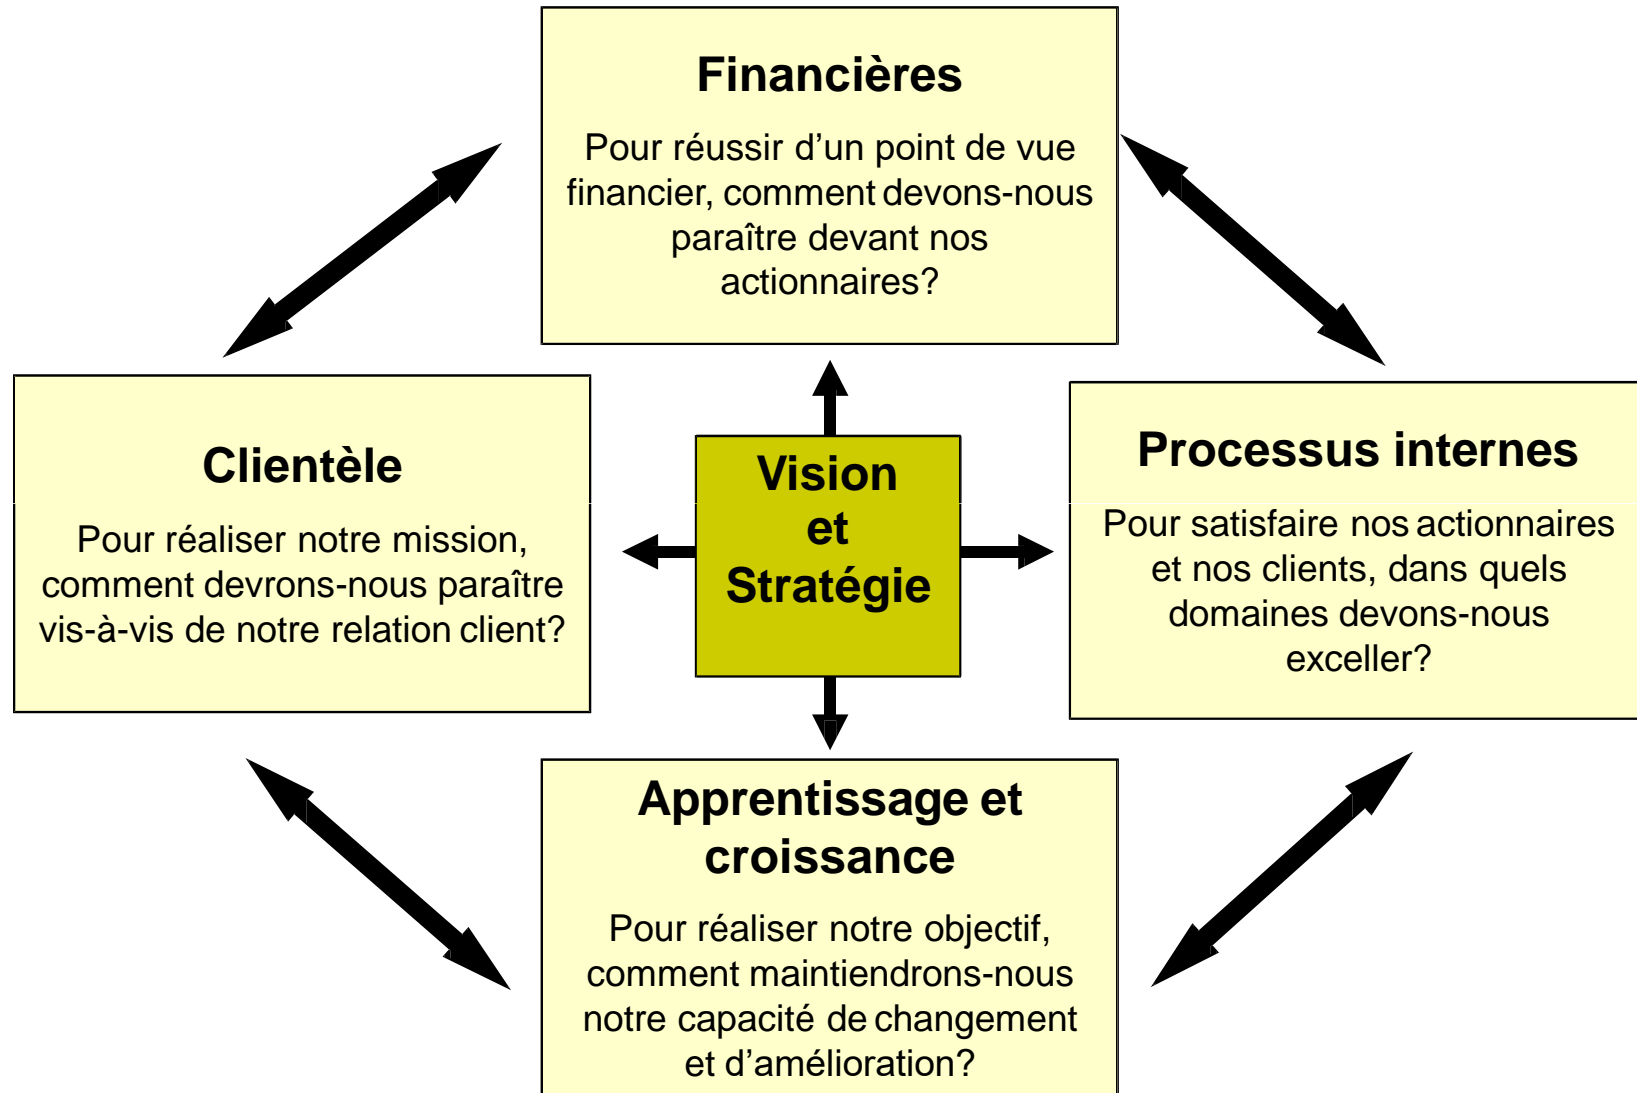 Financières
Pour réussir d’un point de vue
financier, comment devons-nous
paraître devant nos
actionnaires?
Clientèle
Pour réaliser notre mission,
comment devrons-nous paraître
vis-à-vis de notre relation client?
Vision
et
Stratégie
Processus internes
Pour satisfaire nos actionnaires
et nos clients, dans quels
domaines devons-nous
exceller?
Apprentissage et
croissance
Pour réaliser notre objectif,
comment maintiendrons-nous
notre capacité de changement
et d’amélioration?